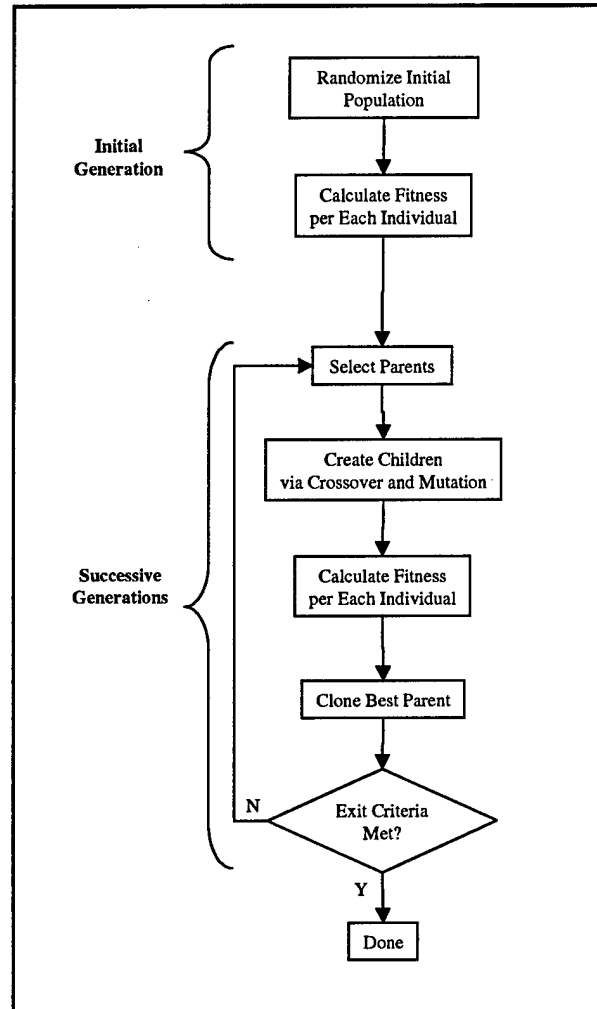 Randomize Initial
Population
Initial
Generation
Calculate Fitness
per Each Individual
Select Parents
Create Children
via Crossover and Mutation
Successive
Generations
Calculate Fitness
per Each Individual
Clone Best Parent
N
Exit Criteria
Met?
Y
Done